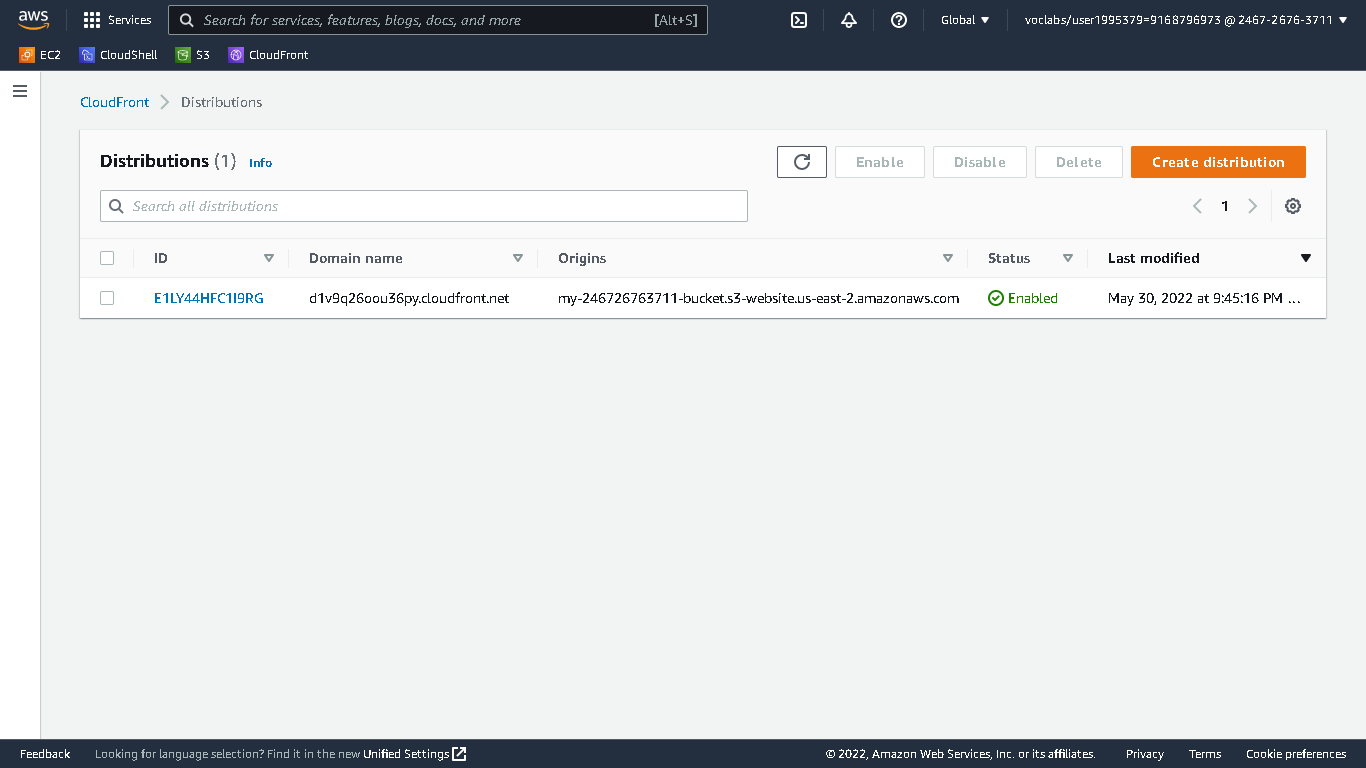 aws Services Search for services, features, blogs, docs, and more [Alt+S] Global voclabs/user1995379=9168796973 @ 2467-2676-3711
EC2 CloudShell S3 CloudFront
CloudFront Distributions
Distributions (1) Info Enable Disable Delete Create distribution
Search all distributions 1
ID Domain name Origins Status Last modified
E1LY44HFC1I9RG d1v9q26oou36py.cloudfront.net my-246726763711-bucket.s3-website.us-east-2.amazonaws.com Enabled May 30, 2022 at 9:45:16 PM ...
Feedback Looking for language selection? Find it in the new Unified Settings © 2022, Amazon Web Services, Inc. or its affiliates. Privacy Terms Cookie preferences